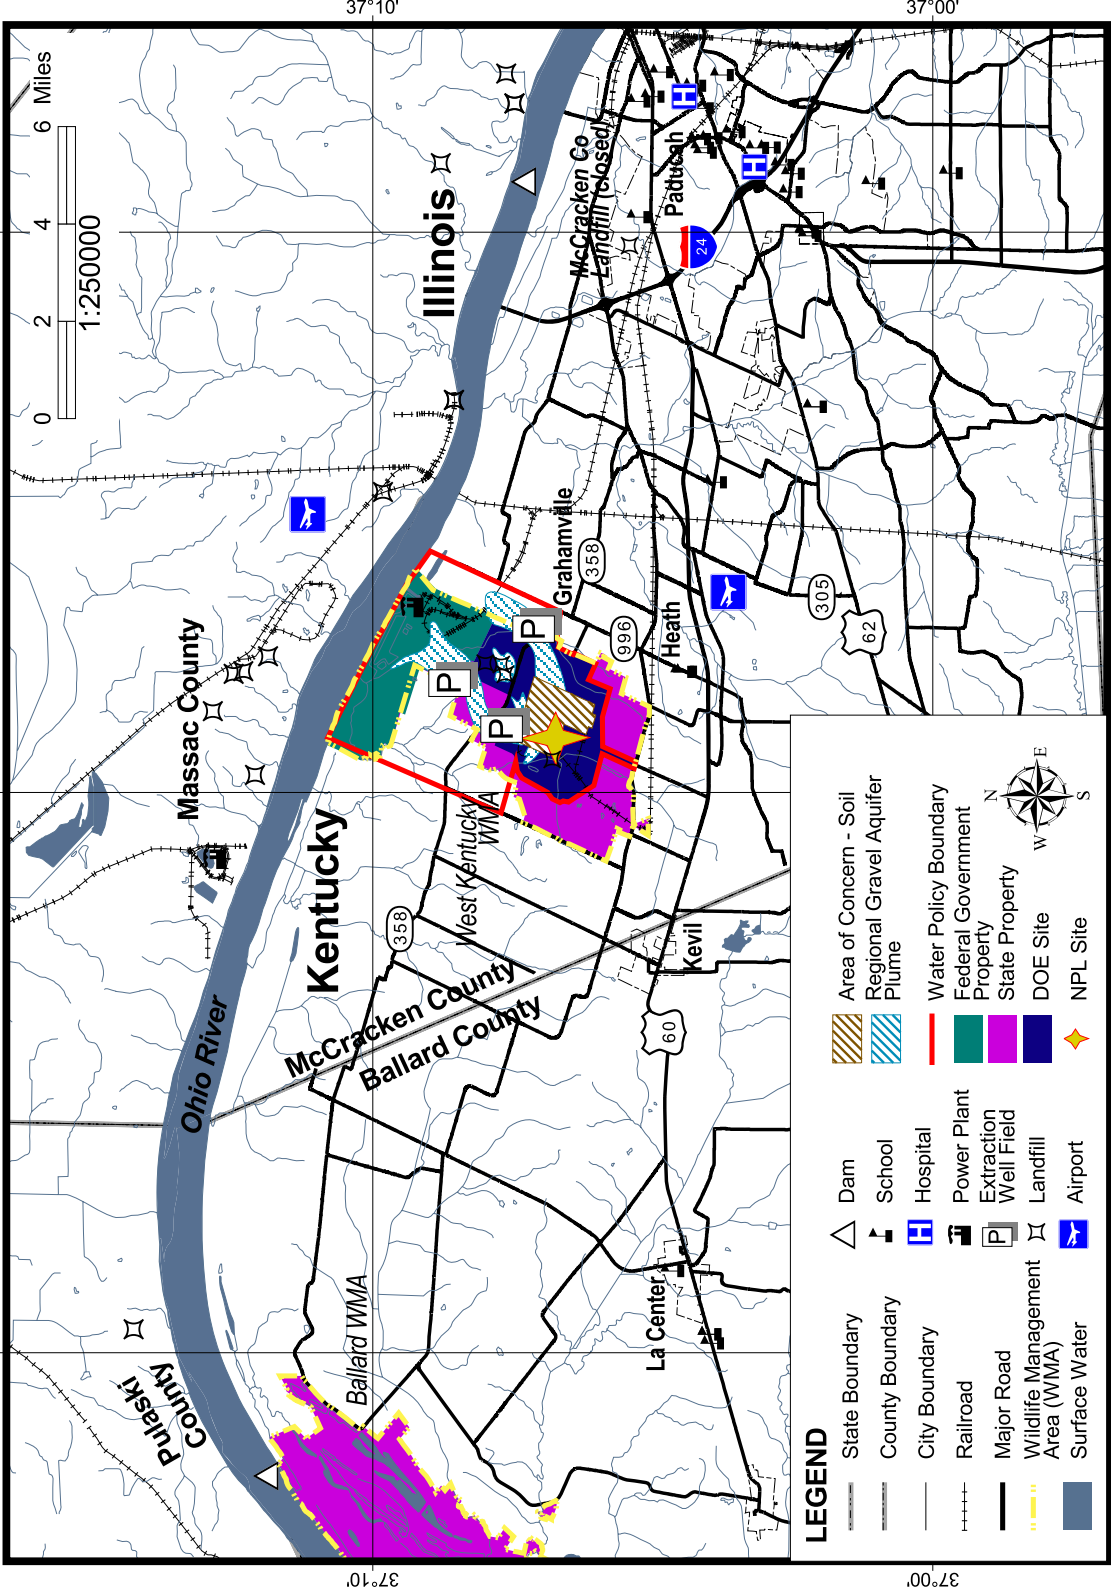 37°10'
37°00'
0 2 4 6 Miles
1:250000
Illinois
Massac County
Pulaski
County
Ohio River
Kentucky
McCracken County
Ballard County
McCracken Co
Landfill (closed)
Paducah
H
H
24
Grahamville
358
996
Heath
305
62
P
P
P
West Kentucky
WMA
358
Kevil
60
Ballard WMA
La Center
LEGEND
State Boundary
County Boundary
City Boundary
Railroad
Major Road
Wildlife Management
Area (WMA)
Surface Water
Dam
School
H Hospital
Power Plant
P Extraction
Well Field
Landfill
Airport
Area of Concern - Soil
Regional Gravel Aquifer
Plume
Water Policy Boundary
Federal Government
Property
State Property
DOE Site
NPL Site
N
E
S
W
37°10'
37°00'